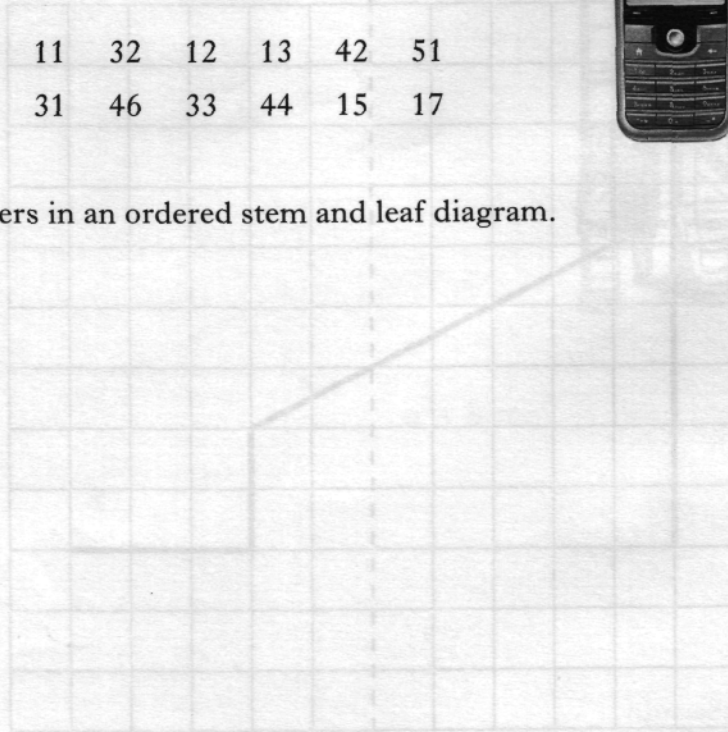 11 32 12 13 42 51
31 46 33 44 15 17
ers in an ordered stem and leaf diagram.